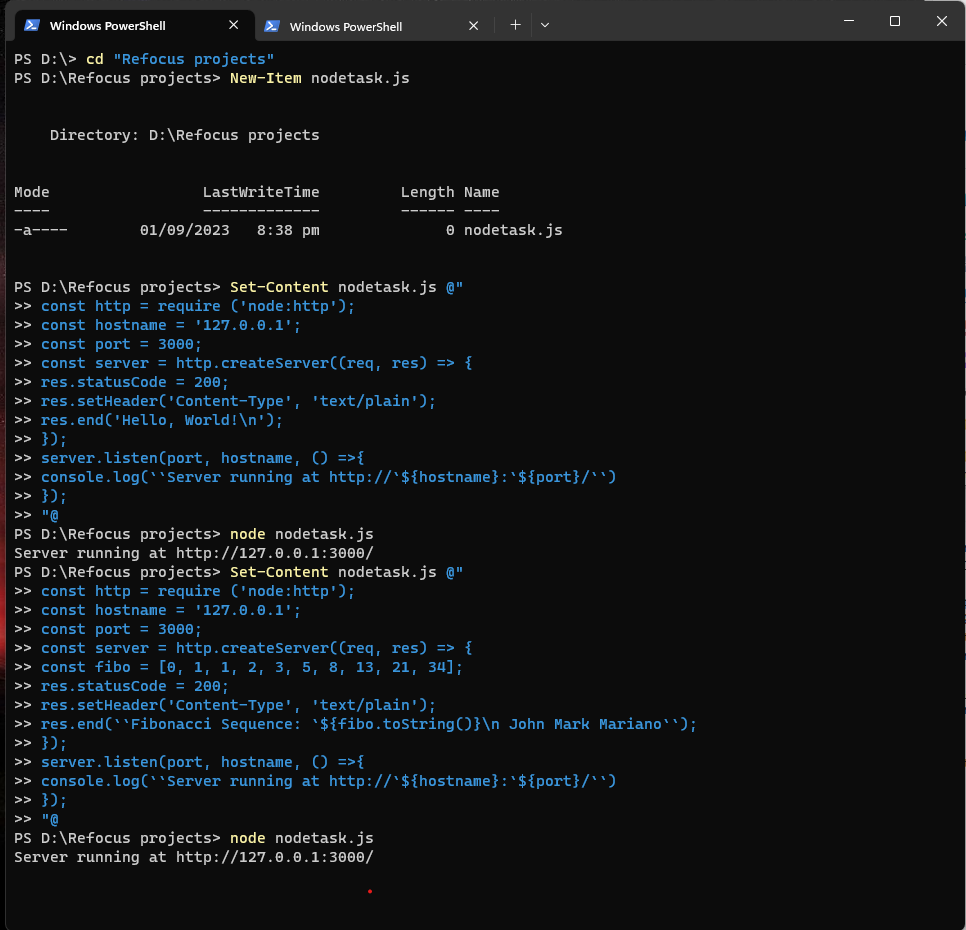 Windows PowerShell
Windows PowerShell
PS D:\> cd "Refocus projects"
PS D:\Refocus projects> New-Item nodetask.js
Directory: D:\Refocus projects
Mode LastWriteTime Length Name
---- ------------- ------ ----
-a---- 01/09/2023 8:38 pm 0 nodetask.js
PS D:\Refocus projects> Set-Content nodetask.js @"
>> const http = require ('node:http');
>> const hostname = '127.0.0.1';
>> const port = 3000;
>> const server = http.createServer((req, res) => {
>> res.statusCode = 200;
>> res.setHeader('Content-Type', 'text/plain');
>> res.end('Hello, World!\n');
>> });
>> server.listen(port, hostname, () =>{
>> console.log(``Server running at http://`${hostname}:`${port}/``)
>> });
>> "@
PS D:\Refocus projects> node nodetask.js
Server running at http://127.0.0.1:3000/
PS D:\Refocus projects> Set-Content nodetask.js @"
>> const http = require ('node:http');
>> const hostname = '127.0.0.1';
>> const port = 3000;
>> const server = http.createServer((req, res) => {
>> const fibo = [0, 1, 1, 2, 3, 5, 8, 13, 21, 34];
>> res.statusCode = 200;
>> res.setHeader('Content-Type', 'text/plain');
>> res.end(``Fibonacci Sequence: `${fibo.toString()}\n John Mark Mariano``);
>> });
>> server.listen(port, hostname, () =>{
>> console.log(``Server running at http://`${hostname}:`${port}/``)
>> });
>> "@
PS D:\Refocus projects> node nodetask.js
Server running at http://127.0.0.1:3000/